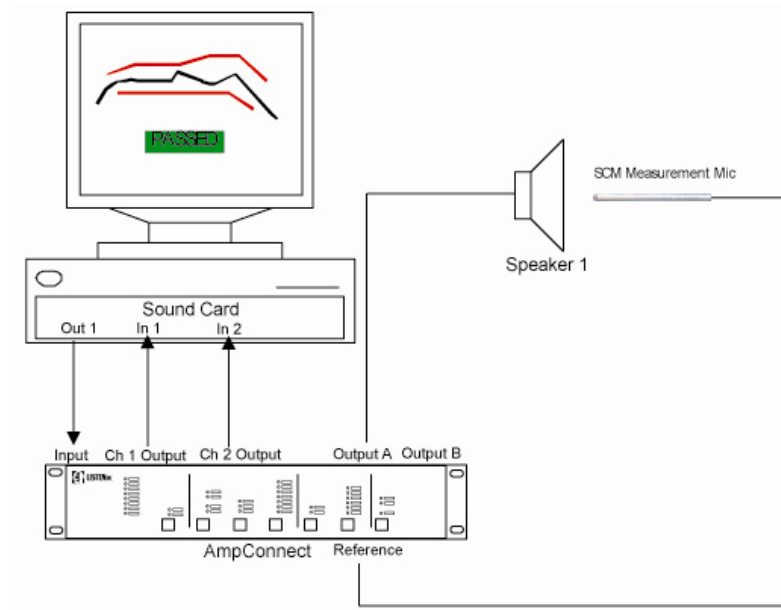 PASSED
SCM Measurement Mic
Speaker 1
Sound Card
Out 1 In 1 In 2
Input Ch 1 Output Ch 2 Output Output A Output B
LISTEN
AmpConnect Reference